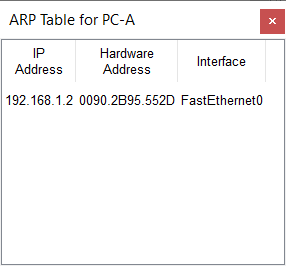 ARP Table for PC-A
IP Address
Hardware Address
Interface
192.168.1.2 0090.2B95.552D FastEthernet0